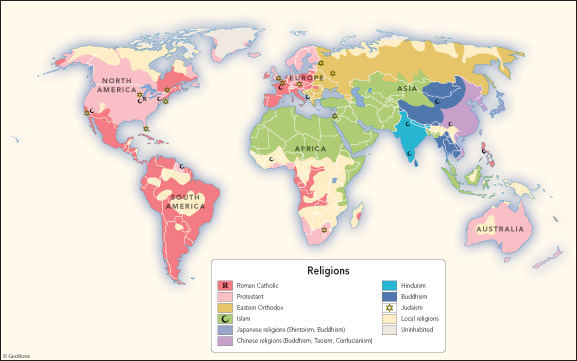 NORTH
AMERICA
EUROPE
ASIA
AFRICA
SOUTH
AMERICA
AUSTRALIA
Religions
R Roman Catholic
Protestant
Eastern Orthodox
Islam
Japanese religions (Shintoism, Buddhism)
Chinese religions (Buddhism, Taoism, Confucianism)
Hinduism
Buddhism
Judaism
Local religions
Uninhabited
© GeoNova